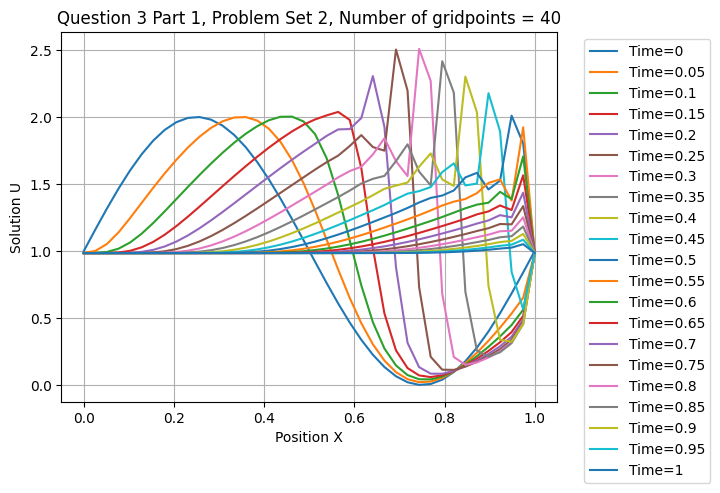 Question 3 Part 1, Problem Set 2, Number of gridpoints = 40
Solution U
2.5
2.0
1.5
1.0
0.5
0.0
0.0
0.2
0.4
0.6
0.8
1.0
Position X
Time=0
Time=0.05
Time=0.1
Time=0.15
Time=0.2
Time=0.25
Time=0.3
Time=0.35
Time=0.4
Time=0.45
Time=0.5
Time=0.55
Time=0.6
Time=0.65
Time=0.7
Time=0.75
Time=0.8
Time=0.85
Time=0.9
Time=0.95
Time=1